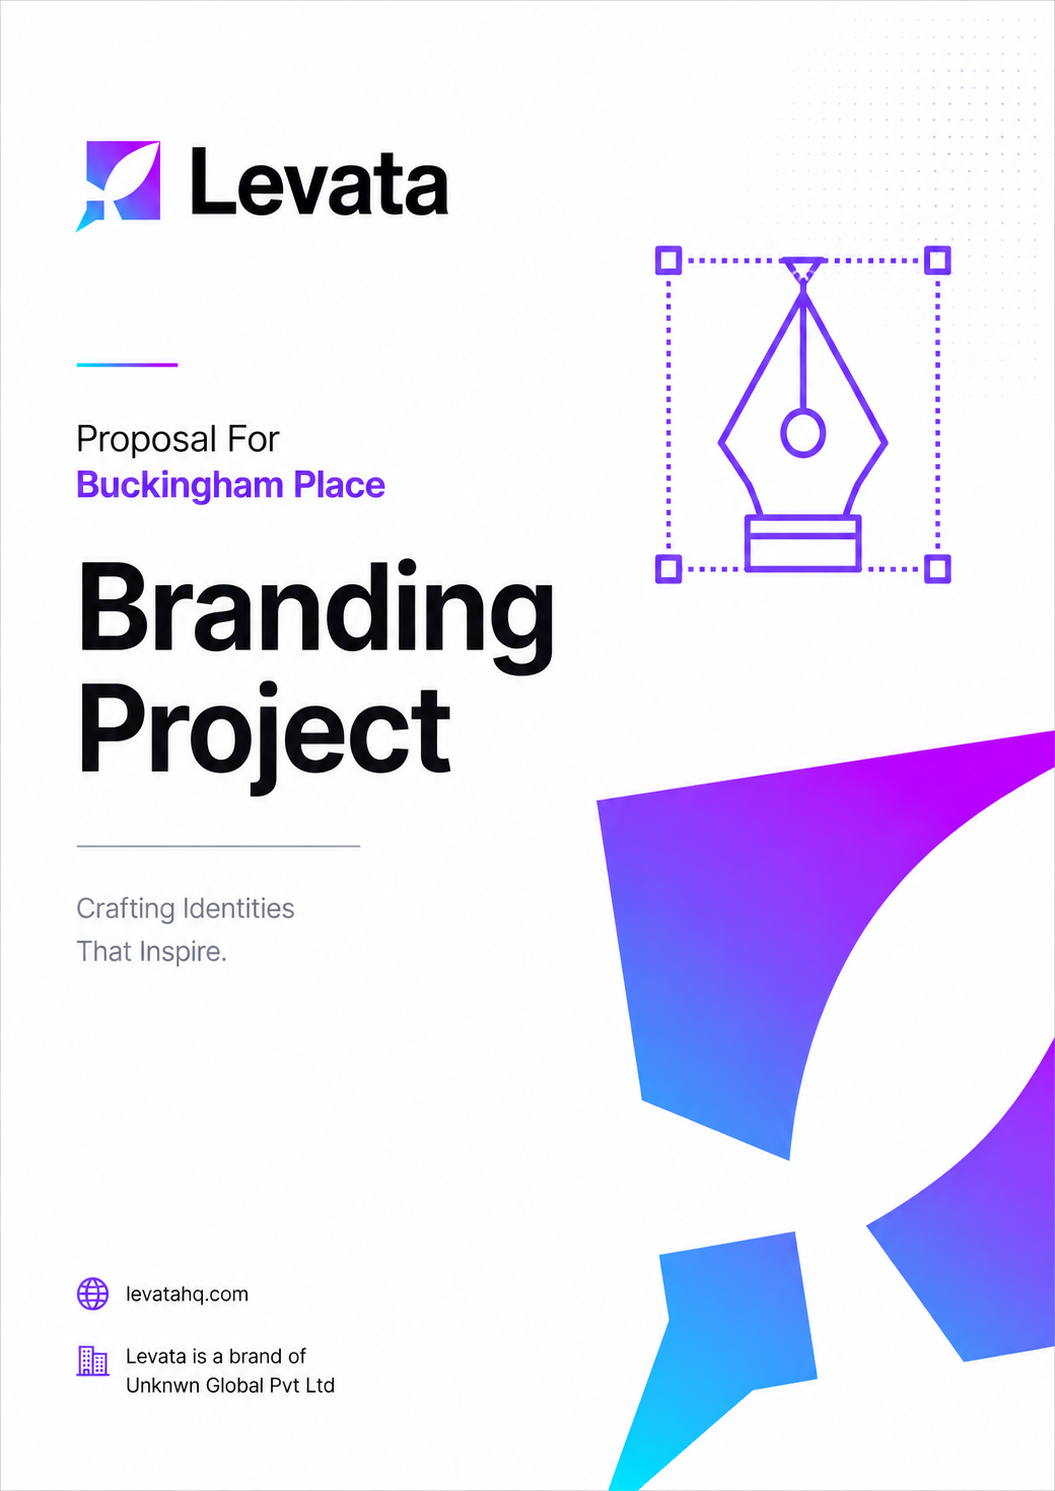 Levata
Proposal For
Buckingham Place
Branding
Project
Crafting Identities
That Inspire.
levatahq.com
Levata is a brand of
Unknwn Global Pvt Ltd